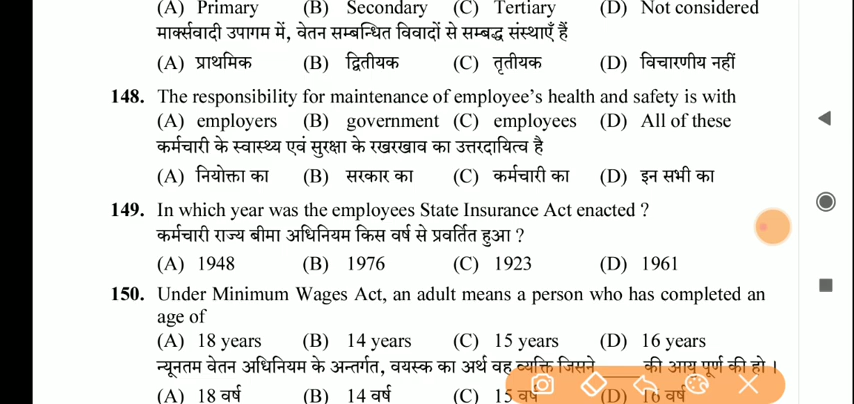 (A) Primary (B) Secondary (C) Tertiary (D) Not considered
मार्क्सवादी उपागम में, वेतन सम्बन्धित विवादों से सम्बद्ध संस्थाएँ हैं
(A) प्राथमिक (B) द्वितीयक (C) तृतीयक (D) विचारणीय नहीं
148. The responsibility for maintenance of employee's health and safety is with
(A) employers (B) government (C) employees (D) All of these
कर्मचारी के स्वास्थ्य एवं सुरक्षा के रखरखाव का उत्तरदायित्व है
(A) नियोक्ता का (B) सरकार का (C) कर्मचारी का (D) इन सभी का
149. In which year was the employees State Insurance Act enacted ?
कर्मचारी राज्य बीमा अधिनियम किस वर्ष से प्रवर्तित हुआ ?
(A) 1948 (B) 1976 (C) 1923 (D) 1961
150. Under Minimum Wages Act, an adult means a person who has completed an
age of
(A) 18 years (B) 14 years (C) 15 years (D) 16 years
न्यूनतम वेतन अधिनियम के अन्तर्गत, वयस्क का अर्थ वह व्यक्ति जिसने ______ की आयु पूर्ण की हो ।
(A) 18 वर्ष (B) 14 वर्ष (C) 15 वर्ष (D) 16 वर्ष